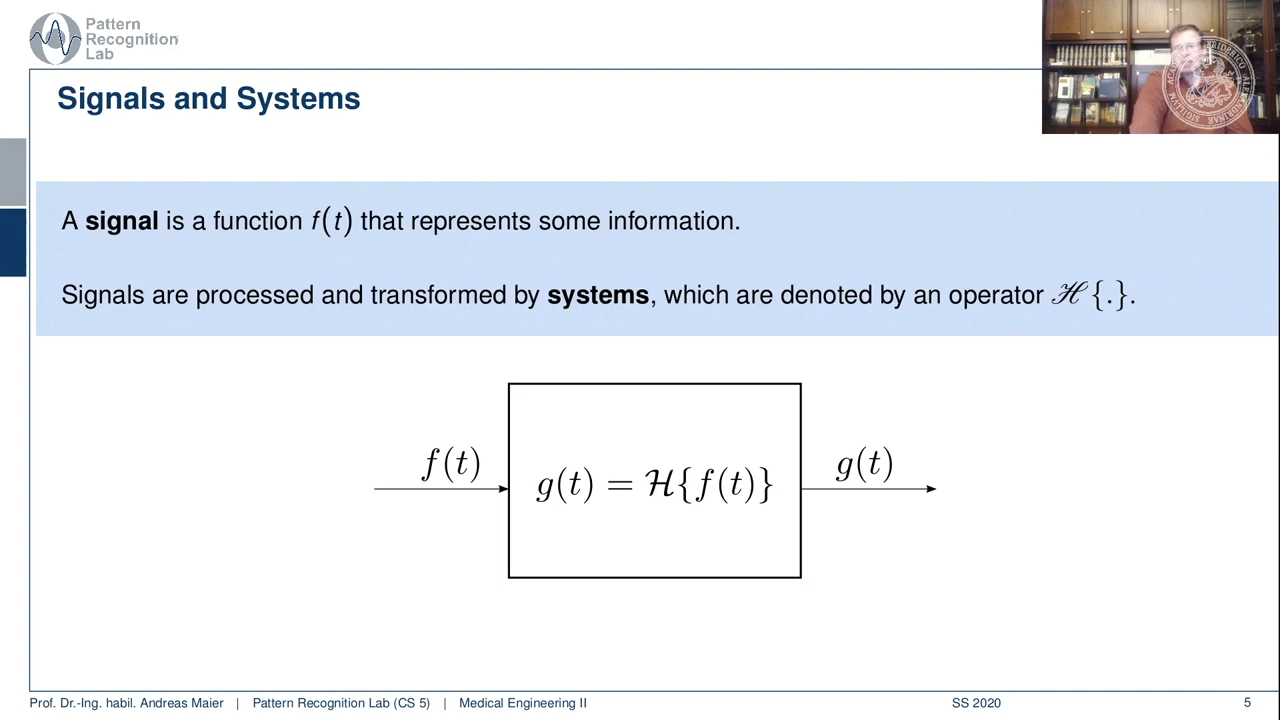 Pattern
Recognition
Lab
Signals and Systems
A signal is a function f(t) that represents some information.
Signals are processed and transformed by systems, which are denoted by an operator ℋ {.}.
f(t)
g(t) = ℋ{f(t)}
g(t)
Prof. Dr.-Ing. habil. Andreas Maier | Pattern Recognition Lab (CS 5) | Medical Engineering II
SS 2020
5